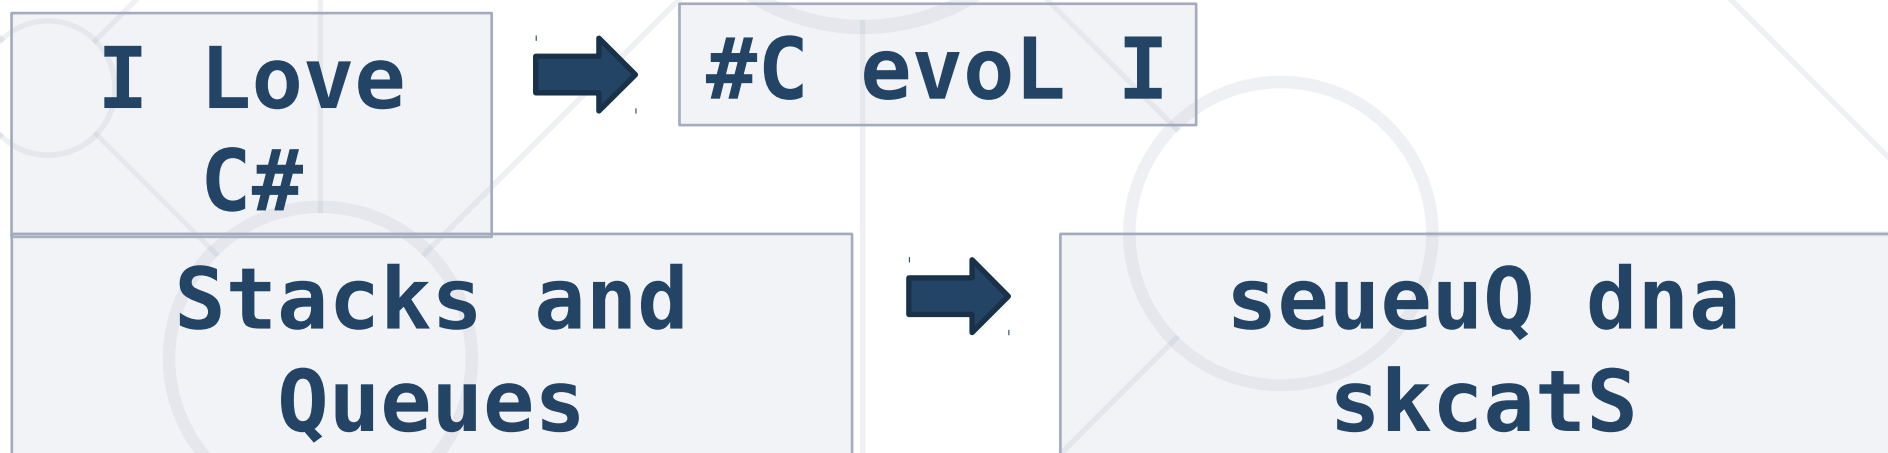 I Love
C#
#C evoL I
Stacks and
Queues
seueuQ dna
skcatS